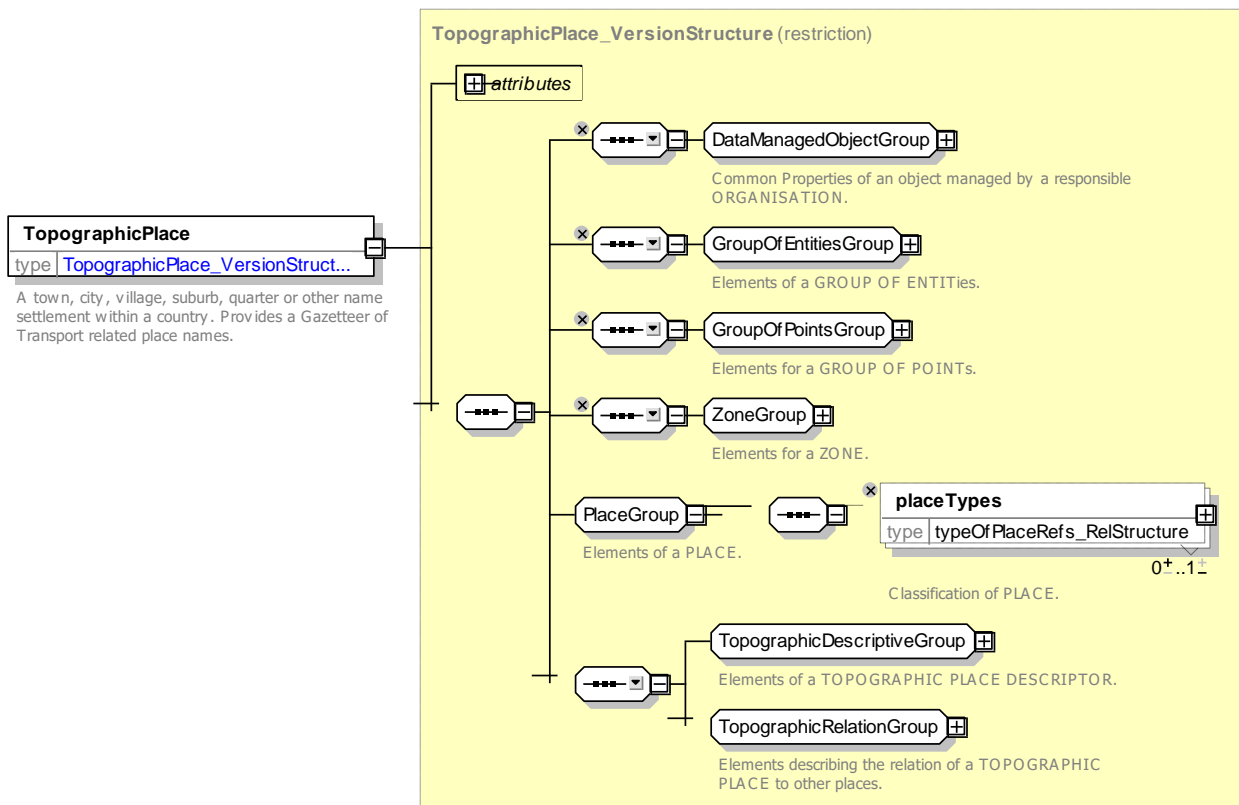 TopographicPlace_VersionStructure (restriction)
attributes
DataManagedObjectGroup
Common Properties of an object managed by a responsible
ORGANISATION.
TopographicPlace
type TopographicPlace_VersionStruct...
A town, city, village, suburb, quarter or other name
settlement within a country. Provides a Gazetteer of
Transport related place names.
GroupOfEntitiesGroup
Elements of a GROUP OF ENTITies.
GroupOfPointsGroup
Elements for a GROUP OF POINTs.
ZoneGroup
Elements for a ZONE.
PlaceGroup
Elements of a PLACE.
placeTypes
type typeOfPlaceRefs_RelStructure
0..1
Classification of PLACE.
TopographicDescriptiveGroup
Elements of a TOPOGRAPHIC PLACE DESCRIPTOR.
TopographicRelationGroup
Elements describing the relation of a TOPOGRAPHIC
PLACE to other places.